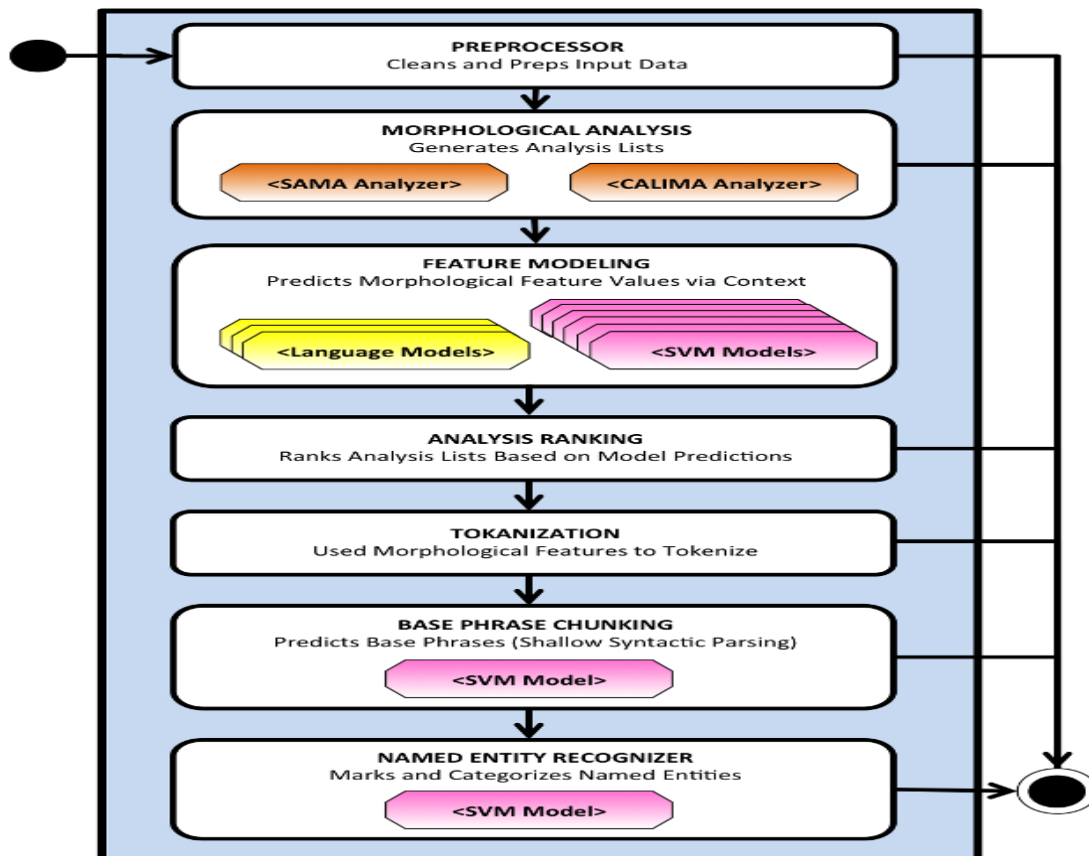 PREPROCESSOR
Cleans and Preps Input Data
MORPHOLOGICAL ANALYSIS
Generates Analysis Lists
<SAMA Analyzer>
<CALIMA Analyzer>
FEATURE MODELING
Predicts Morphological Feature Values via Context
<Language Models>
<SVM Models>
ANALYSIS RANKING
Ranks Analysis Lists Based on Model Predictions
TOKANIZATION
Used Morphological Features to Tokenize
BASE PHRASE CHUNKING
Predicts Base Phrases (Shallow Syntactic Parsing)
<SVM Model>
NAMED ENTITY RECOGNIZER
Marks and Categorizes Named Entities
<SVM Model>